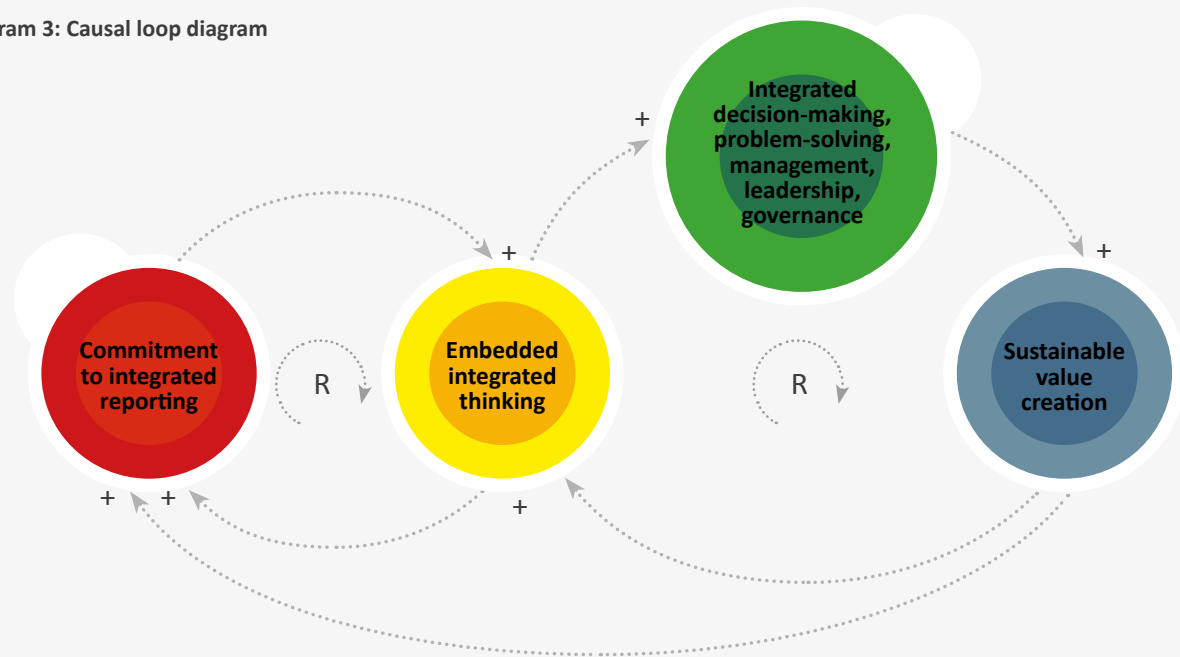 ram 3: Causal loop diagram
+
Integrated
decision-making,
problem-solving,
management,
leadership,
governance
+
+
Commitment
to integrated
reporting
R
Embedded
integrated
thinking
R
Sustainable
value
creation
+ +
+